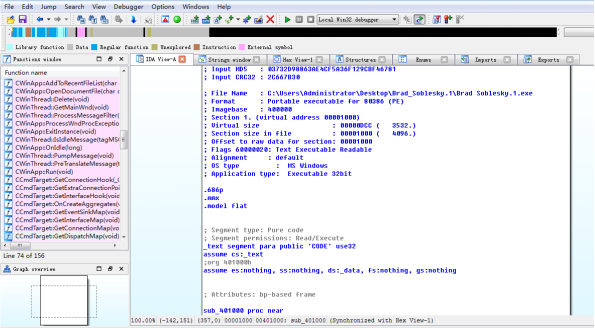 File Edit Jump Search View Debugger Options Windows Help
Local Win32 debugger
Library function Data Regular function Unexplored Instruction External symbol
Functions window
IDA View-A Strings window Hex View-1 Structures Enums Imports Exports
Function name
CWinApp::AddToRecentFileList(char
CWinApp::OpenDocumentFile(char c
CWinThread::Delete(void)
CWinThread::GetMainWnd(void)
CWinThread::ProcessMessageFilter(
CWinApp::ProcessWndProcException
CWinApp::ExitInstance(void)
CWinThread::IsIdleMessage(tagMSG
CWinApp::OnIdle(long)
CWinThread::PumpMessage(void)
CWinThread::PreTranslateMessage(t
CWinApp::Run(void)
CCmdTarget::GetConnectionHook(_G
CCmdTarget::GetExtraConnectionPoi
CCmdTarget::GetInterfaceHook(void
CCmdTarget::OnCreateAggregates(v
CCmdTarget::GetEventSinkMap(void
CCmdTarget::GetInterfaceMap(void)
CCmdTarget::GetConnectionMap(voi
CCmdTarget::GetDispatchMap(void)
Line 74 of 156
Graph overview
; Input CRC32 : 2C667B30
; File Name : C:\Users\Administrator\Desktop\Brad_Soblesky.1\Brad Soblesky.1.exe
; Format : Portable executable for 80386 (PE)
; Imagebase : 400000
; Section 1. (virtual address 00001000)
; Virtual size : 00000DCC ( 3532.)
; Section size in file : 00001000 ( 4096.)
; Offset to raw data for section: 00001000
; Flags 60000020: Text Executable Readable
; Alignment : default
; OS type : MS Windows
; Application type: Executable 32bit
.686p
.mmx
.model flat
; Segment type: Pure code
; Segment permissions: Read/Execute
_text segment para public 'CODE' use32
assume cs:_text
;org 401000h
assume es:nothing, ss:nothing, ds:_data, fs:nothing, gs:nothing
; Attributes: bp-based frame
sub_401000 proc near
100.00% (-142,151) (357,0) 00001000 00401000: sub_401000 (Synchronized with Hex View-1)